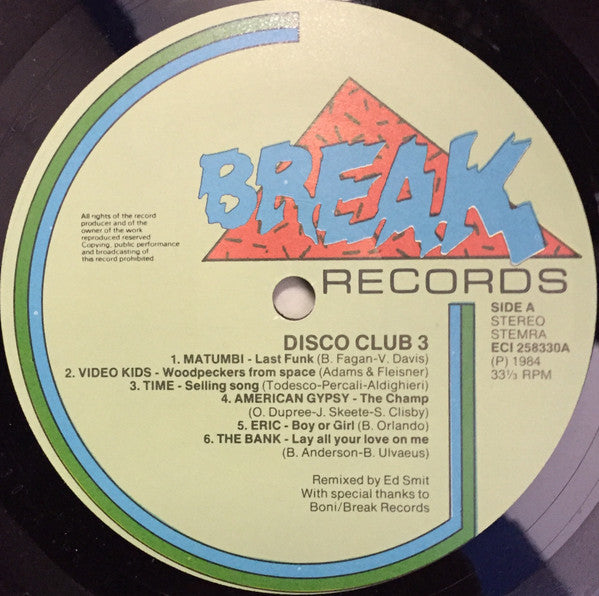 BREAK
RECORDS
All rights of the record
producer and of the
owner of the work
reproduced reserved
Copying, public performance
and broadcasting of
this record prohibited
SIDE A
STEREO
STEMRA
ECI 258330A
(P) 1984
33⅓ RPM
DISCO CLUB 3
1. MATUMBI - Last Funk (B. Fagan-V. Davis)
2. VIDEO KIDS - Woodpeckers from space (Adams & Fleisner)
3. TIME - Selling song (Todesco-Percali-Aldighieri)
4. AMERICAN GYPSY - The Champ
(O. Dupree-J. Skeete-S. Clisby)
5. ERIC - Boy or Girl (B. Orlando)
6. THE BANK - Lay all your love on me
(B. Anderson-B. Ulvaeus)
Remixed by Ed Smit
With special thanks to
Boni/Break Records